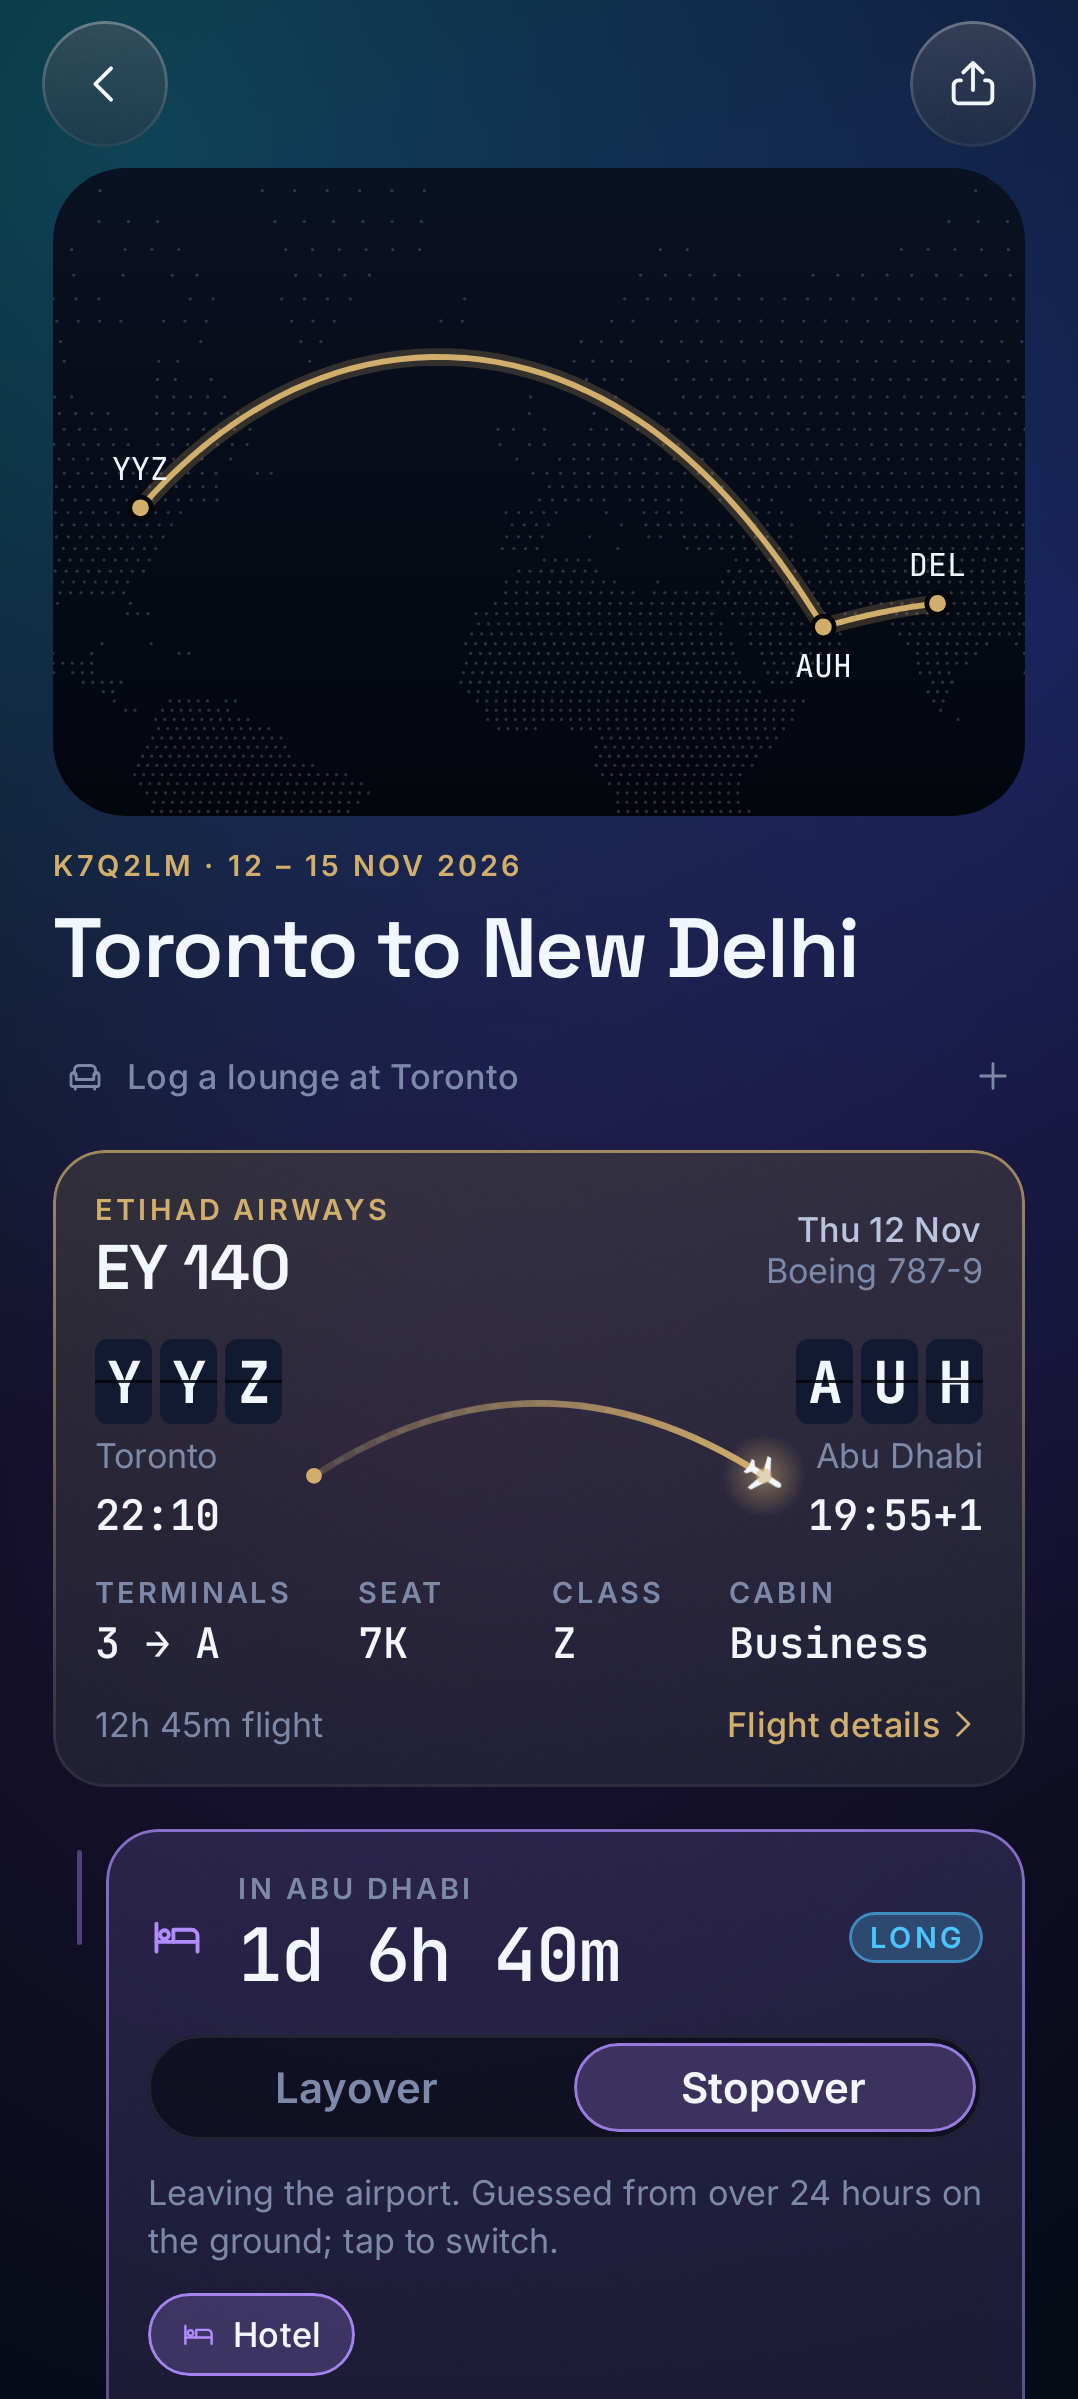 YYZ
DEL
AUH
K7Q2LM · 12 – 15 NOV 2026
Toronto to New Delhi
Log a lounge at Toronto
ETIHAD AIRWAYS
EY 140
Thu 12 Nov
Boeing 787-9
YYZ
AUH
Toronto
Abu Dhabi
22:10
19:55+1
TERMINALS SEAT CLASS CABIN
3 → A 7K Z Business
12h 45m flight
Flight details
IN ABU DHABI
1d 6h 40m
LONG
Layover
Stopover
Leaving the airport. Guessed from over 24 hours on
the ground; tap to switch.
Hotel